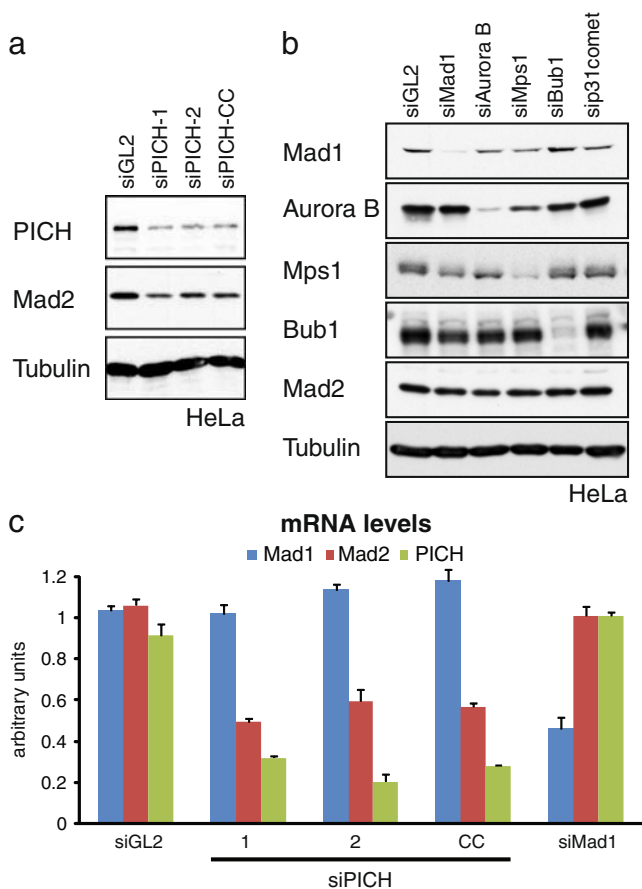 a
siGL2
siPICH-1
siPICH-2
siPICH-CC
PICH
Mad2
Tubulin
HeLa
b
siGL2
siMad1
siAurora B
siMps1
siBub1
sip31comet
Mad1
Aurora B
Mps1
Bub1
Mad2
Tubulin
HeLa
c
mRNA levels
Mad1 Mad2 PICH
arbitrary units
1.2
1
0.8
0.6
0.4
0.2
0
siGL2 1 2 CC siMad1
siPICH